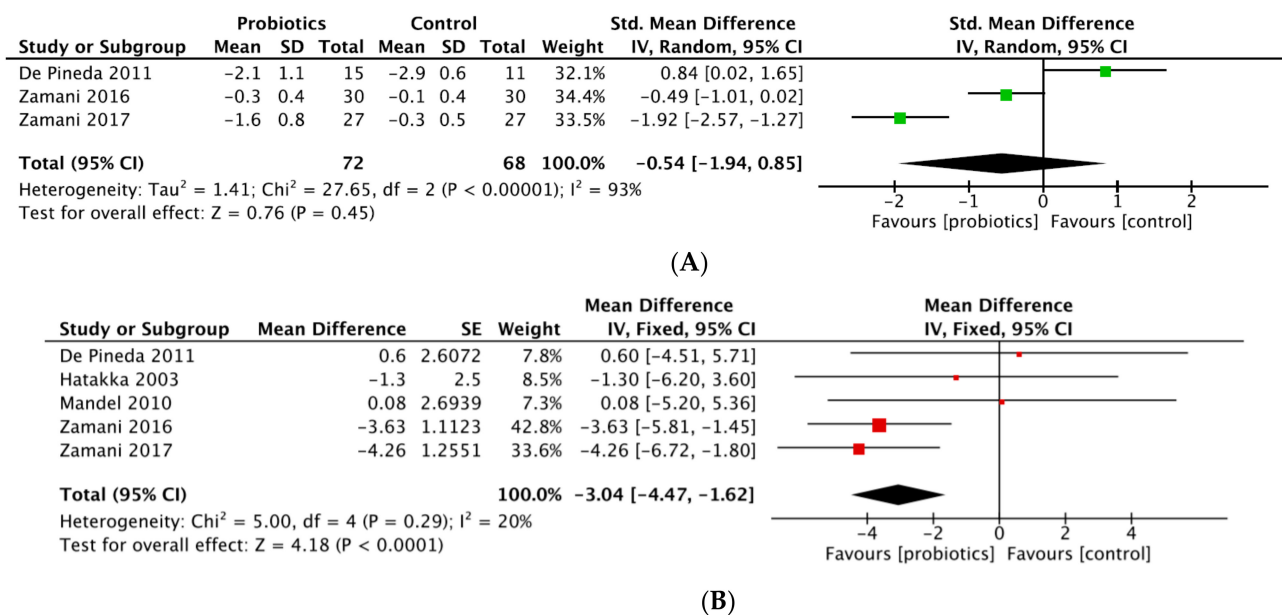 Probiotics Control Std. Mean Difference Std. Mean Difference
Study or Subgroup Mean SD Total Mean SD Total Weight IV, Random, 95% CI IV, Random, 95% CI
De Pineda 2011 −2.1 1.1 15 −2.9 0.6 11 32.1% 0.84 [0.02, 1.65]
Zamani 2016 −0.3 0.4 30 −0.1 0.4 30 34.4% −0.49 [−1.01, 0.02]
Zamani 2017 −1.6 0.8 27 −0.3 0.5 27 33.5% −1.92 [−2.57, −1.27]
Total (95% CI) 72 68 100.0% −0.54 [−1.94, 0.85]
Heterogeneity: Tau² = 1.41; Chi² = 27.65, df = 2 (P < 0.00001); I² = 93%
Test for overall effect: Z = 0.76 (P = 0.45)
−2 −1 0 1 2
Favours [probiotics] Favours [control]
(A)
Mean Difference Mean Difference
Study or Subgroup Mean Difference SE Weight IV, Fixed, 95% CI IV, Fixed, 95% CI
De Pineda 2011 0.6 2.6072 7.8% 0.60 [−4.51, 5.71]
Hatakka 2003 −1.3 2.5 8.5% −1.30 [−6.20, 3.60]
Mandel 2010 0.08 2.6939 7.3% 0.08 [−5.20, 5.36]
Zamani 2016 −3.63 1.1123 42.8% −3.63 [−5.81, −1.45]
Zamani 2017 −4.26 1.2551 33.6% −4.26 [−6.72, −1.80]
Total (95% CI) 100.0% −3.04 [−4.47, −1.62]
Heterogeneity: Chi² = 5.00, df = 4 (P = 0.29); I² = 20%
Test for overall effect: Z = 4.18 (P < 0.0001)
−4 −2 0 2 4
Favours [probiotics] Favours [control]
(B)